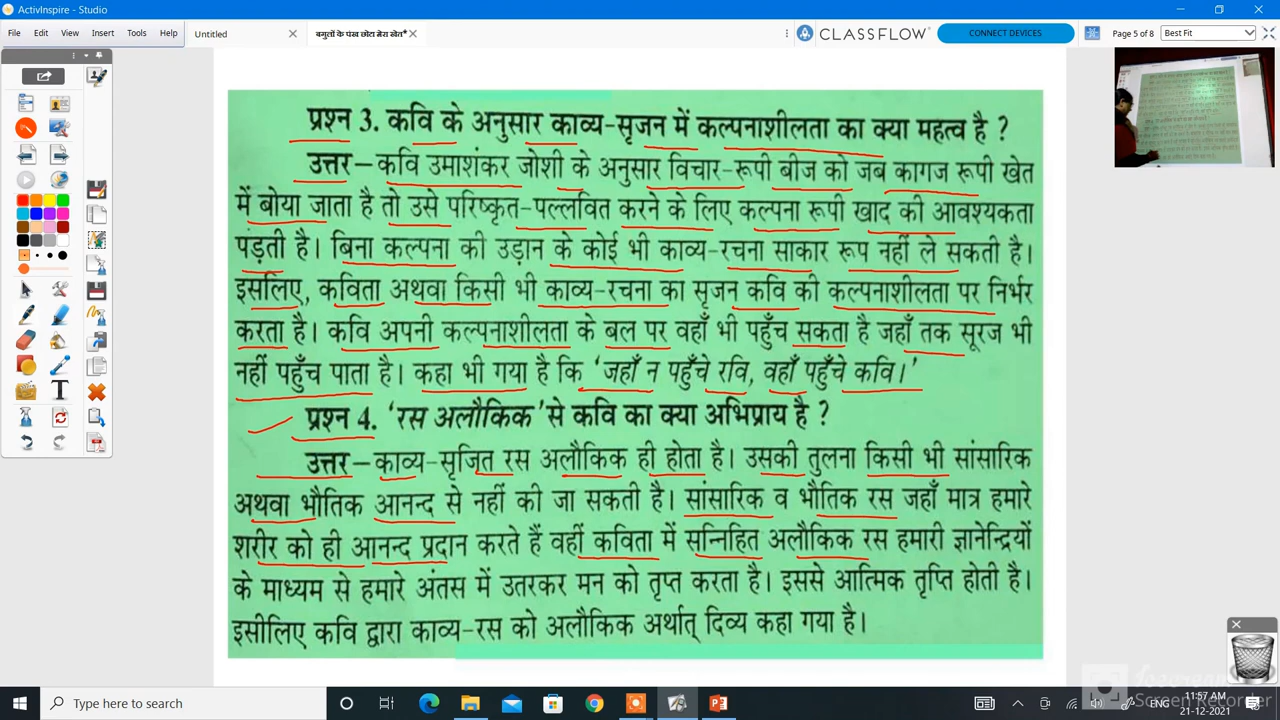 ActivInspire - Studio
File Edit View Insert Tools Help
Untitled
बगुलों के पंख छोटा मेरा खेत*
CLASSFLOW
CONNECT DEVICES
Page 5 of 8
Best Fit
प्रश्न 3. कवि के अनुसार काव्य-सृजन में कल्पनाशीलता का क्या महत्व है ?
उत्तर – कवि उमाशकर जोशी के अनुसार विचार-रूपी बीज को जब कागज रूपी खेत
में बोया जाता है तो उसे परिष्कृत-पल्लवित करने के लिए कल्पना रूपी खाद की आवश्यकता
पड़ती है। बिना कल्पना की उड़ान के कोई भी काव्य-रचना साकार रूप नहीं ले सकती है।
इसलिए, कविता अथवा किसी भी काव्य-रचना का सृजन कवि की कल्पनाशीलता पर निर्भर
करता है। कवि अपनी कल्पनाशीलता के बल पर वहाँ भी पहुँच सकता है जहाँ तक सूरज भी
नहीं पहुँच पाता है। कहा भी गया है कि ‘जहाँ न पहुँचे रवि, वहाँ पहुँचे कवि।’
प्रश्न 4. ‘रस अलौकिक’ से कवि का क्या अभिप्राय है ?
उत्तर – काव्य-सृजित रस अलौकिक ही होता है। उसकी तुलना किसी भी सांसारिक
अथवा भौतिक आनन्द से नहीं की जा सकती है। सांसारिक व भौतिक रस जहाँ मात्र हमारे
शरीर को ही आनन्द प्रदान करते हैं वहीं कविता में सन्निहित अलौकिक रस हमारी ज्ञानेन्द्रियों
के माध्यम से हमारे अंतस में उतरकर मन को तृप्त करता है। इससे आत्मिक तृप्ति होती है।
इसीलिए कवि द्वारा काव्य-रस को अलौकिक अर्थात् दिव्य कहा गया है।
Screenshot Recorder
Type here to search
ENG
11:57 AM
21-12-2021